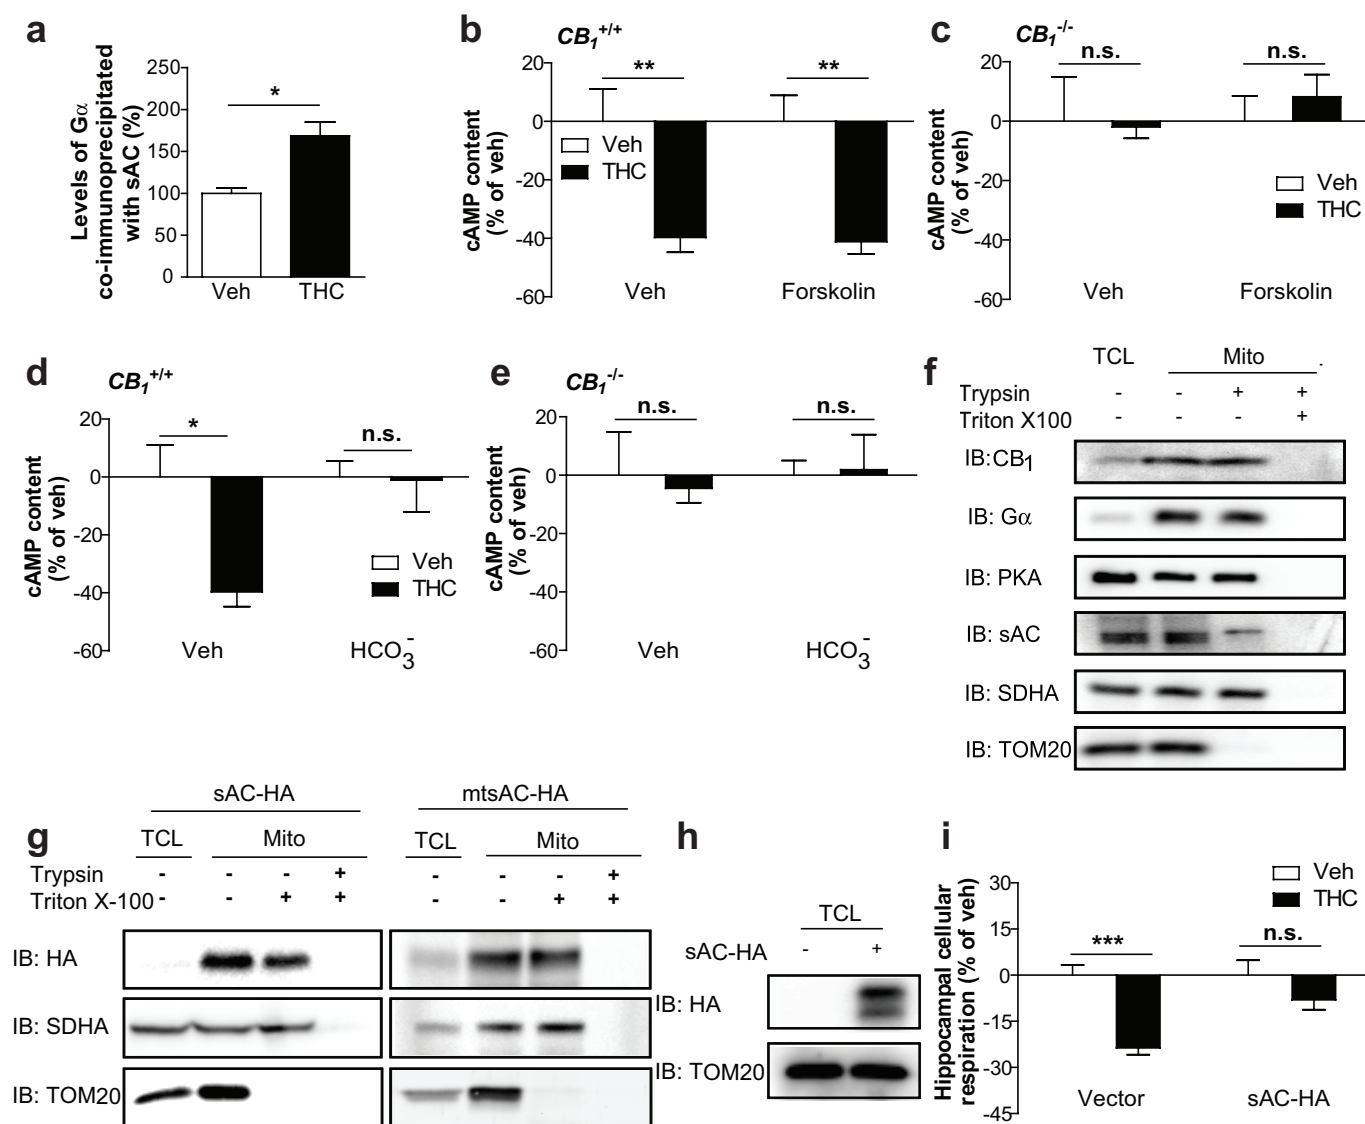 a
Levels of Gα
co-immunoprecipitated
with sAC (%)
250
200
150
100
50
0
*
Veh THC
b
CB1+/+
cAMP content
(% of veh)
20
0
-20
-40
-60
** **
Veh
THC
Veh Forskolin
c
CB1-/-
cAMP content
(% of veh)
20
0
-20
-40
-60
n.s. n.s.
Veh
THC
Veh Forskolin
d
CB1+/+
cAMP content
(% of veh)
20
0
-20
-40
-60
* n.s.
Veh
THC
Veh HCO3-
e
CB1-/-
cAMP content
(% of veh)
20
0
-20
-40
-60
n.s. n.s.
Veh HCO3-
f
TCL Mito
Trypsin - - + +
Triton X100 - - - +
IB:CB1
IB: Gα
IB: PKA
IB: sAC
IB: SDHA
IB: TOM20
g
sAC-HA mtsAC-HA
TCL Mito TCL Mito
Trypsin - - - + - - - +
Triton X-100 - - + + - - + +
IB: HA
IB: SDHA
IB: TOM20
h
TCL
sAC-HA - +
IB: HA
IB: TOM20
i
Hippocampal cellular
respiration (% of veh)
30
15
0
-15
-30
-45
Veh
THC
*** n.s.
Vector sAC-HA